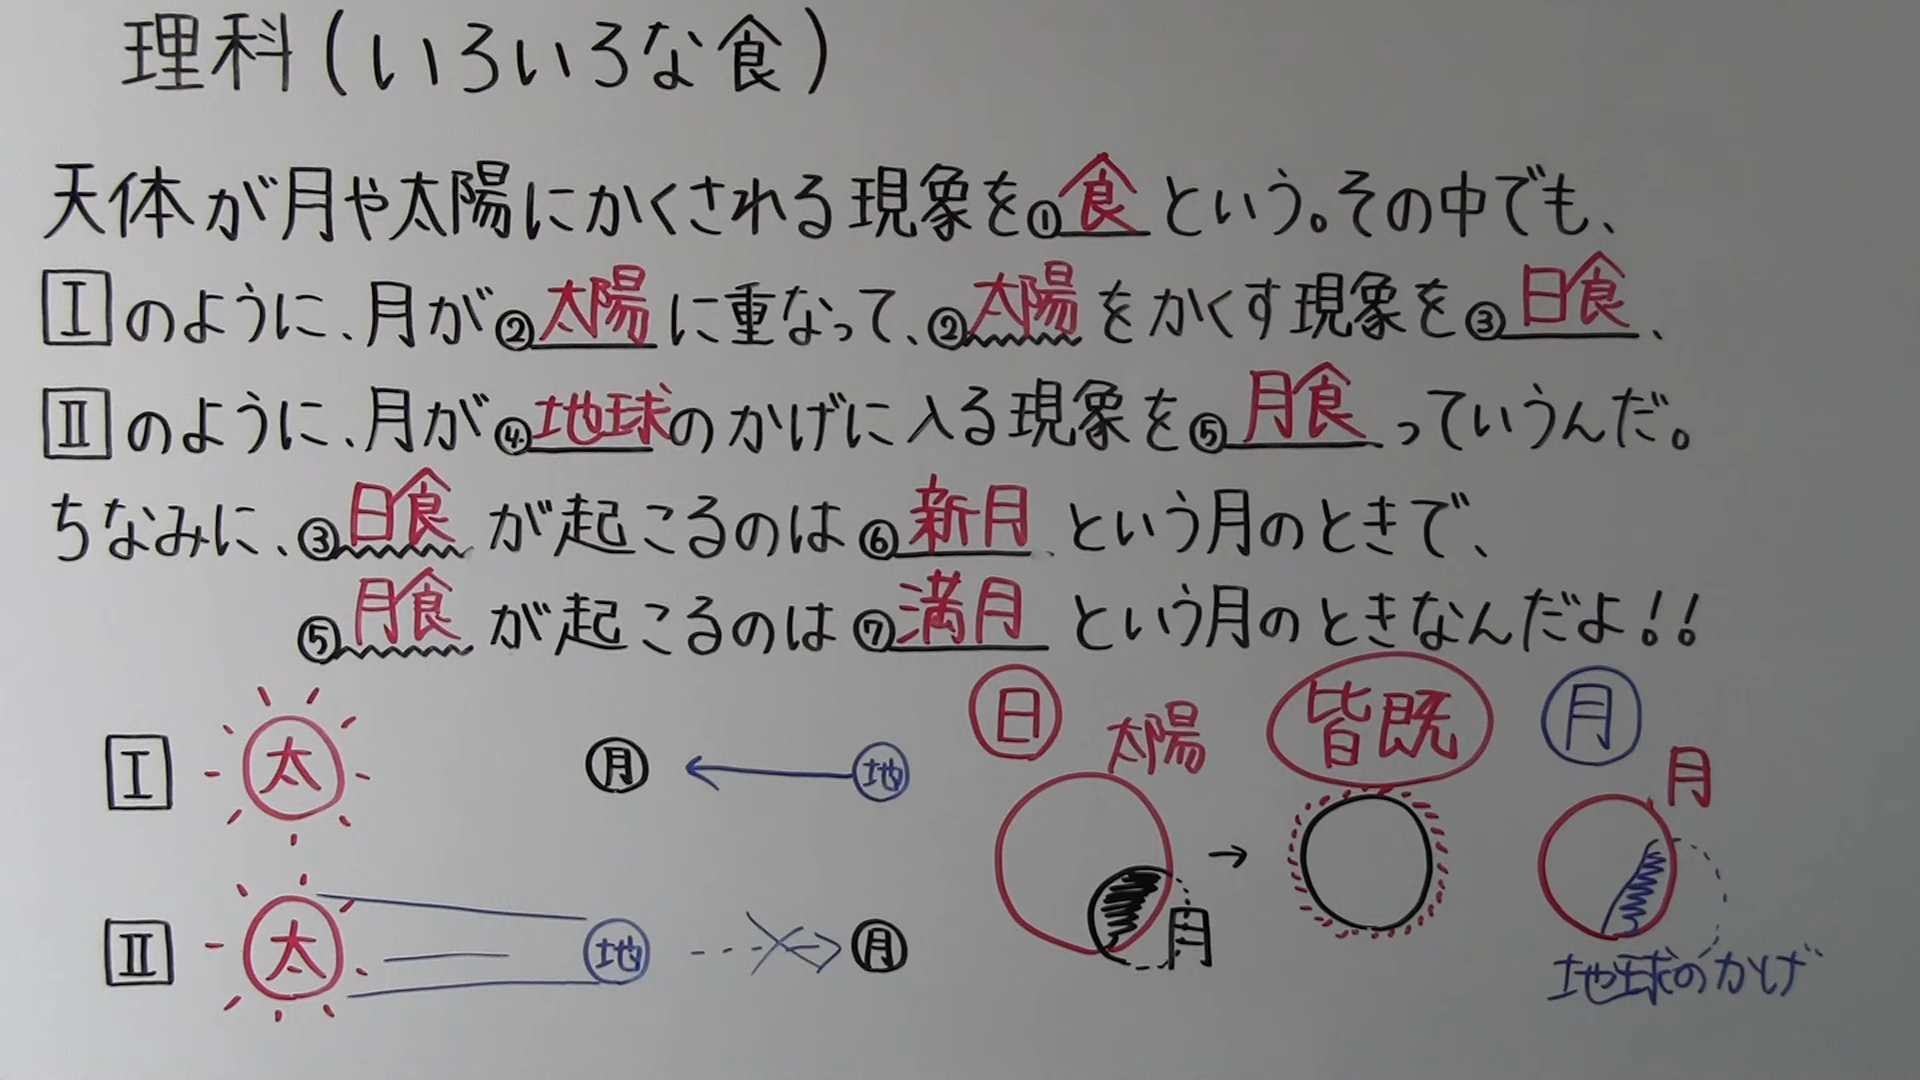 理科(いろいろな食)
天体が月や太陽にかくされる現象を①食という。その中でも、
Ⅰのように、月が②太陽に重なって、②太陽をかくす現象を③日食、
Ⅱのように、月が④地球のかげに入る現象を⑤月食っていうんだ。
ちなみに、③日食が起こるのは⑥新月という月のときで、
⑤月食が起こるのは⑦満月という月のときなんだよ!!
Ⅰ 太 月 地
Ⅱ 太 地 月
日 太陽 月
皆既
月 月 地球のかげ